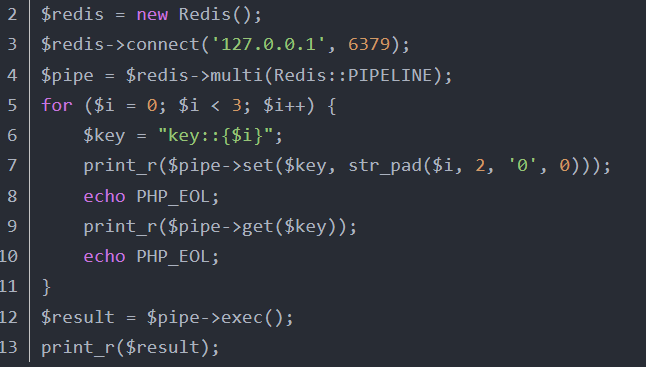 2 $redis = new Redis();
3 $redis->connect('127.0.0.1', 6379);
4 $pipe = $redis->multi(Redis::PIPELINE);
5 for ($i = 0; $i < 3; $i++) {
6     $key = "key::{$i}";
7     print_r($pipe->set($key, str_pad($i, 2, '0', 0)));
8     echo PHP_EOL;
9     print_r($pipe->get($key));
10     echo PHP_EOL;
11 }
12 $result = $pipe->exec();
13 print_r($result);